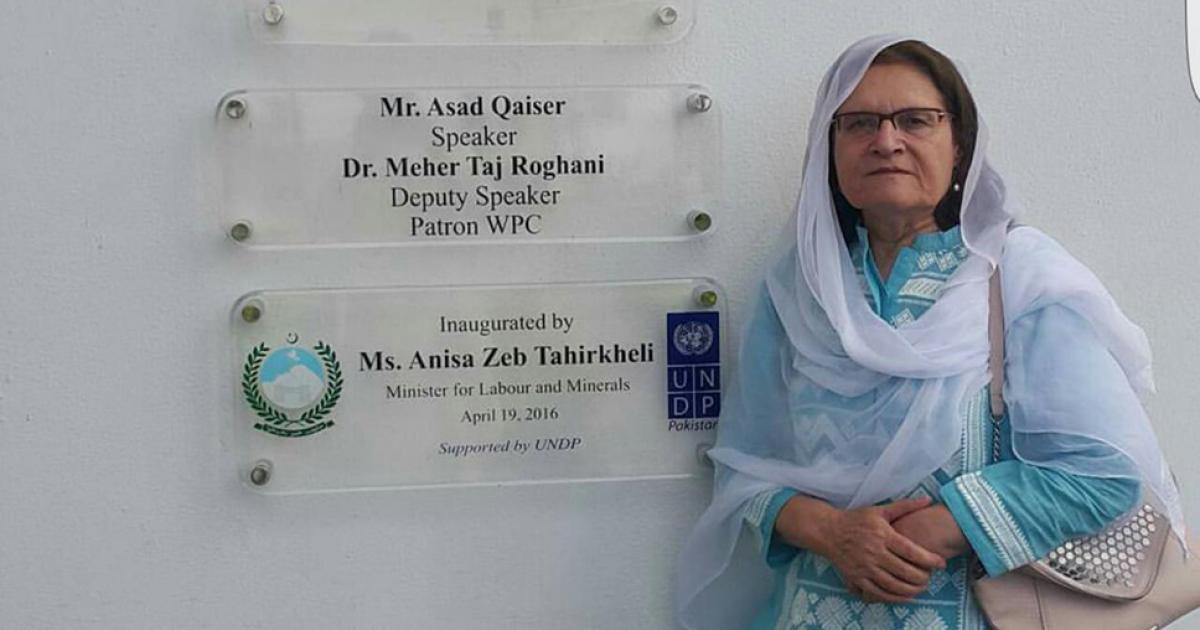 Mr. Asad Qaiser
Speaker
Dr. Meher Taj Roghani
Deputy Speaker
Patron WPC
Inaugurated by
Ms. Anisa Zeb Tahirkheli
Minister for Labour and Minerals
April 19, 2016
Supported by UNDP
U N
D P
Pakistan